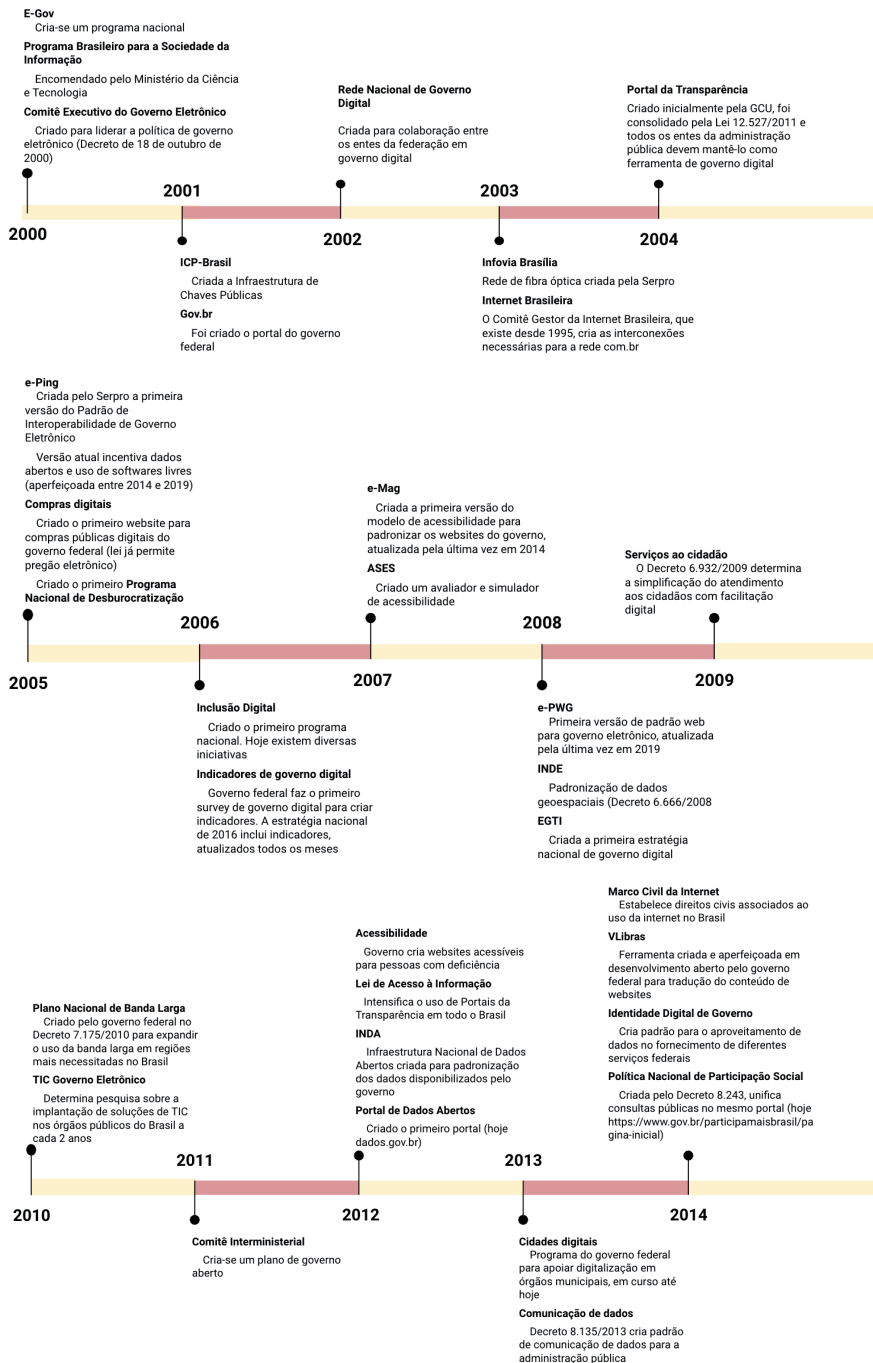 E-Gov
Cria-se um programa nacional
Programa Brasileiro para a Sociedade da
Informação
Encomendado pelo Ministério da Ciência
e Tecnologia
Comitê Executivo do Governo Eletrônico
Criado para liderar a política de governo
eletrônico (Decreto de 18 de outubro de
2000)
2000
2001
ICP-Brasil
Criada a Infraestrutura de
Chaves Públicas
Gov.br
Foi criado o portal do governo
federal
Rede Nacional de Governo
Digital
Criada para colaboração entre
os entes da federação em
governo digital
2002
2003
Infovia Brasília
Rede de fibra óptica criada pela Serpro
Internet Brasileira
O Comitê Gestor da Internet Brasileira, que
existe desde 1995, cria as interconexões
necessárias para a rede com.br
Portal da Transparência
Criado inicialmente pela GCU, foi
consolidado pela Lei 12.527/2011 e
todos os entes da administração
pública devem mantê-lo como
ferramenta de governo digital
2004
e-Ping
Criada pelo Serpro a primeira
versão do Padrão de
Interoperabilidade de Governo
Eletrônico
Versão atual incentiva dados
abertos e uso de softwares livres
(aperfeiçoada entre 2014 e 2019)
Compras digitais
Criado o primeiro website para
compras públicas digitais do
governo federal (lei já permite
pregão eletrônico)
Criado o primeiro Programa
Nacional de Desburocratização
2005
2006
Inclusão Digital
Criado o primeiro programa
nacional. Hoje existem diversas
iniciativas
Indicadores de governo digital
Governo federal faz o primeiro
survey de governo digital para criar
indicadores. A estratégia nacional
de 2016 inclui indicadores,
atualizados todos os meses
e-Mag
Criada a primeira versão do
modelo de acessibilidade para
padronizar os websites do governo,
atualizada pela última vez em 2014
ASES
Criado um avaliador e simulador
de acessibilidade
2007
2008
e-PWG
Primeira versão de padrão web
para governo eletrônico, atualizada
pela última vez em 2019
INDE
Padronização de dados
geoespaciais (Decreto 6.666/2008
EGTI
Criada a primeira estratégia
nacional de governo digital
Serviços ao cidadão
O Decreto 6.932/2009 determina
a simplificação do atendimento
aos cidadãos com facilitação
digital
2009
Plano Nacional de Banda Larga
Criado pelo governo federal no
Decreto 7.175/2010 para expandir
o uso da banda larga em regiões
mais necessitadas no Brasil
TIC Governo Eletrônico
Determina pesquisa sobre a
implantação de soluções de TIC
nos órgãos públicos do Brasil a
cada 2 anos
2010
2011
Comitê Interministerial
Cria-se um plano de governo
aberto
Acessibilidade
Governo cria websites acessíveis
para pessoas com deficiência
Lei de Acesso à Informação
Intensifica o uso de Portais da
Transparência em todo o Brasil
INDA
Infraestrutura Nacional de Dados
Abertos criada para padronização
dos dados disponibilizados pelo
governo
Portal de Dados Abertos
Criado o primeiro portal (hoje
dados.gov.br)
2012
2013
Cidades digitais
Programa do governo federal
para apoiar digitalização em
órgãos municipais, em curso até
hoje
Comunicação de dados
Decreto 8.135/2013 cria padrão
de comunicação de dados para a
administração pública
Marco Civil da Internet
Estabelece direitos civis associados ao
uso da internet no Brasil
VLibras
Ferramenta criada e aperfeiçoada em
desenvolvimento aberto pelo governo
federal para tradução do conteúdo de
websites
Identidade Digital de Governo
Cria padrão para o aproveitamento de
dados no fornecimento de diferentes
serviços federais
Política Nacional de Participação Social
Criada pelo Decreto 8.243, unifica
consultas públicas no mesmo portal (hoje
https://www.gov.br/participamaisbrasil/pa
gina-inicial)
2014